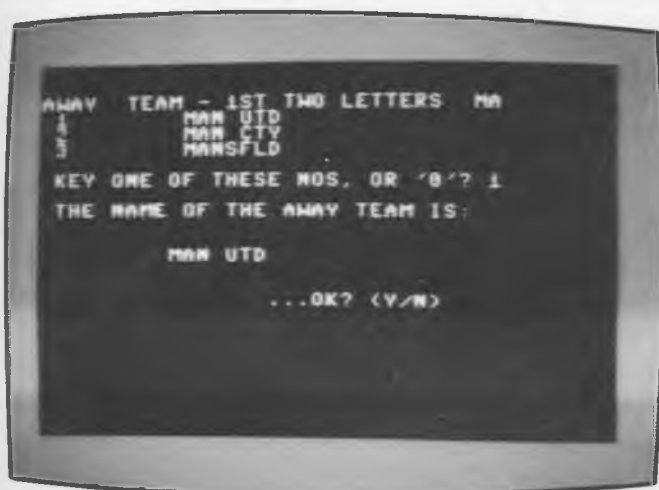 AWAY TEAM - 1ST TWO LETTERS MA
1 MAN UTD
2 MAN CTY
3 MANSFLD
KEY ONE OF THESE NOS, OR '0'? 1
THE NAME OF THE AWAY TEAM IS:
MAN UTD
...OK? (Y/N)